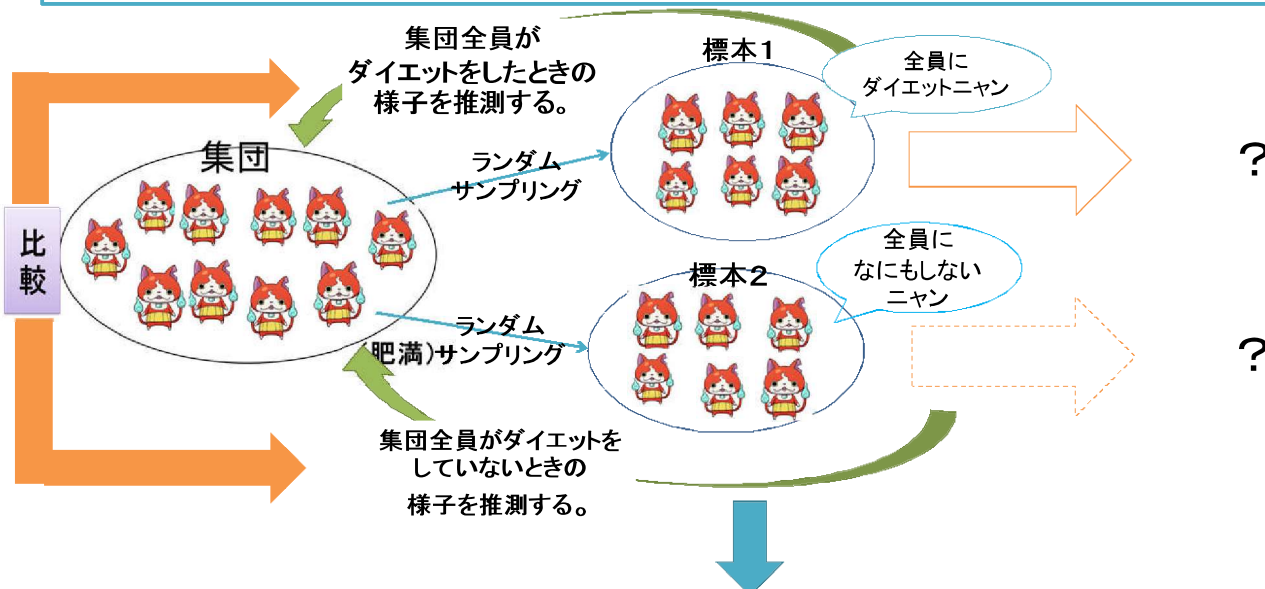 集団全員が
ダイエットをしたときの
様子を推測する。
標本1
全員に
ダイエットニャン
集団
ランダム
サンプリング
?
比
較
全員に
なにもしない
ニャン
標本2
ランダム
(肥満)サンプリング
?
集団全員がダイエットを
していないときの
様子を推測する。